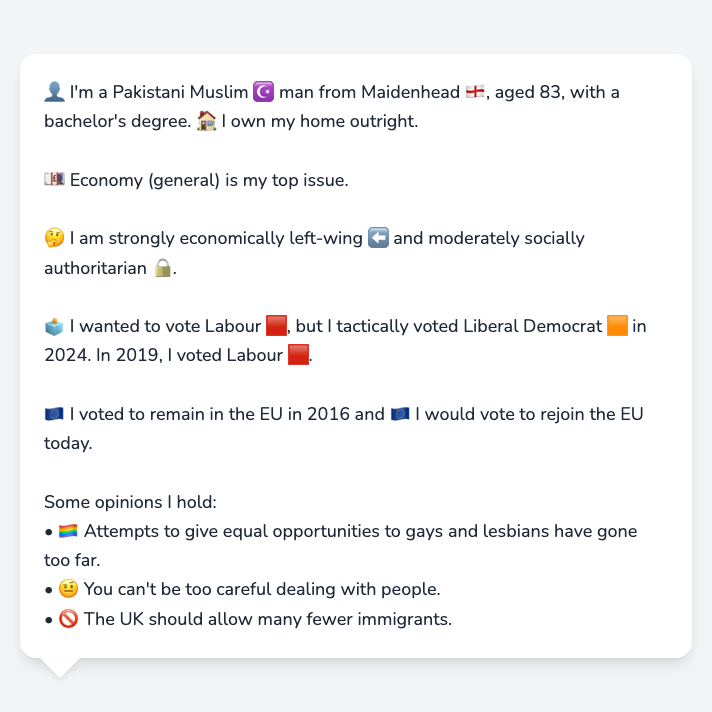 👤 I'm a Pakistani Muslim ☪️ man from Maidenhead 🏴󠁧󠁢󠁥󠁮󠁧󠁿, aged 83, with a
bachelor's degree. 🏠 I own my home outright.
💷 Economy (general) is my top issue.
🤔 I am strongly economically left-wing ⬅️ and moderately socially
authoritarian 🔒.
🗳️ I wanted to vote Labour 🟥, but I tactically voted Liberal Democrat 🟧 in
2024. In 2019, I voted Labour 🟥.
🇪🇺 I voted to remain in the EU in 2016 and 🇪🇺 I would vote to rejoin the EU
today.
Some opinions I hold:
• 🏳️‍🌈 Attempts to give equal opportunities to gays and lesbians have gone
too far.
• 🤨 You can't be too careful dealing with people.
• 🚫 The UK should allow many fewer immigrants.